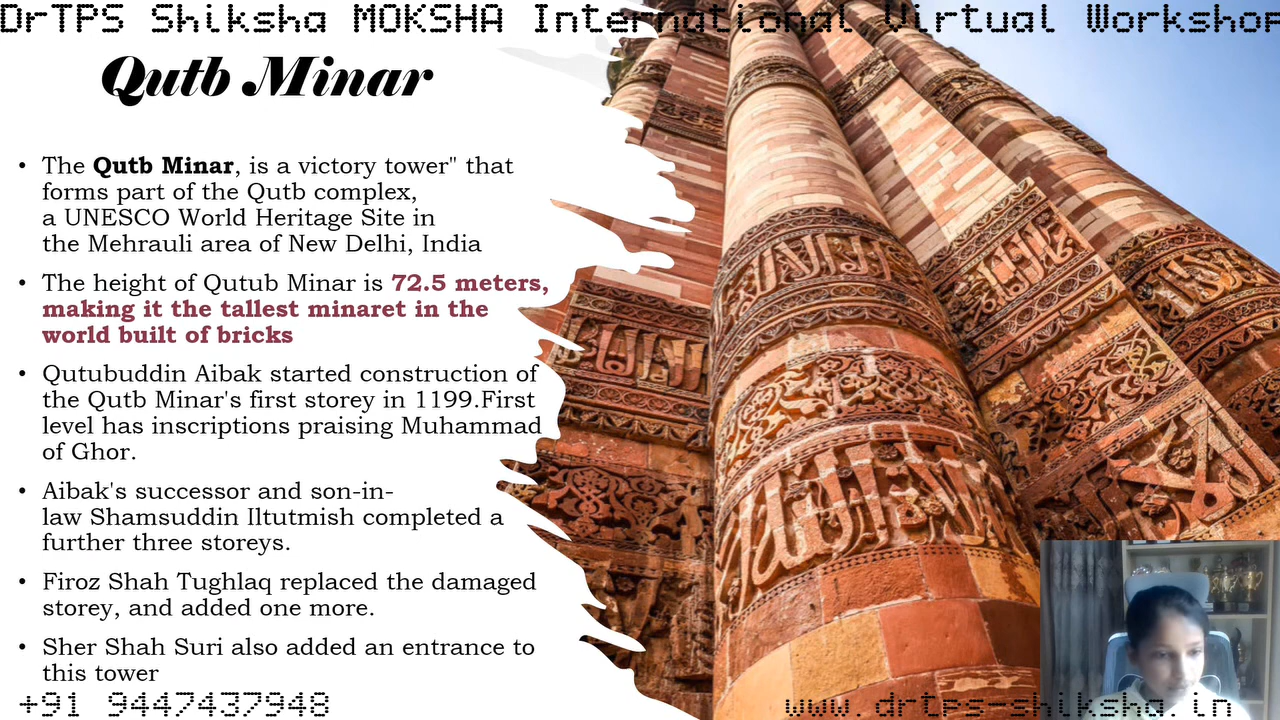 DrTPS Shiksha MOKSHA International Virtual Workshop
Qutb Minar
• The Qutb Minar, is a victory tower" that
forms part of the Qutb complex,
a UNESCO World Heritage Site in
the Mehrauli area of New Delhi, India
• The height of Qutub Minar is 72.5 meters,
making it the tallest minaret in the
world built of bricks
• Qutubuddin Aibak started construction of
the Qutb Minar's first storey in 1199.First
level has inscriptions praising Muhammad
of Ghor.
• Aibak's successor and son-in-
law Shamsuddin Iltutmish completed a
further three storeys.
• Firoz Shah Tughlaq replaced the damaged
storey, and added one more.
• Sher Shah Suri also added an entrance to
this tower
+91 9447437948
www.drtps-shiksha.in